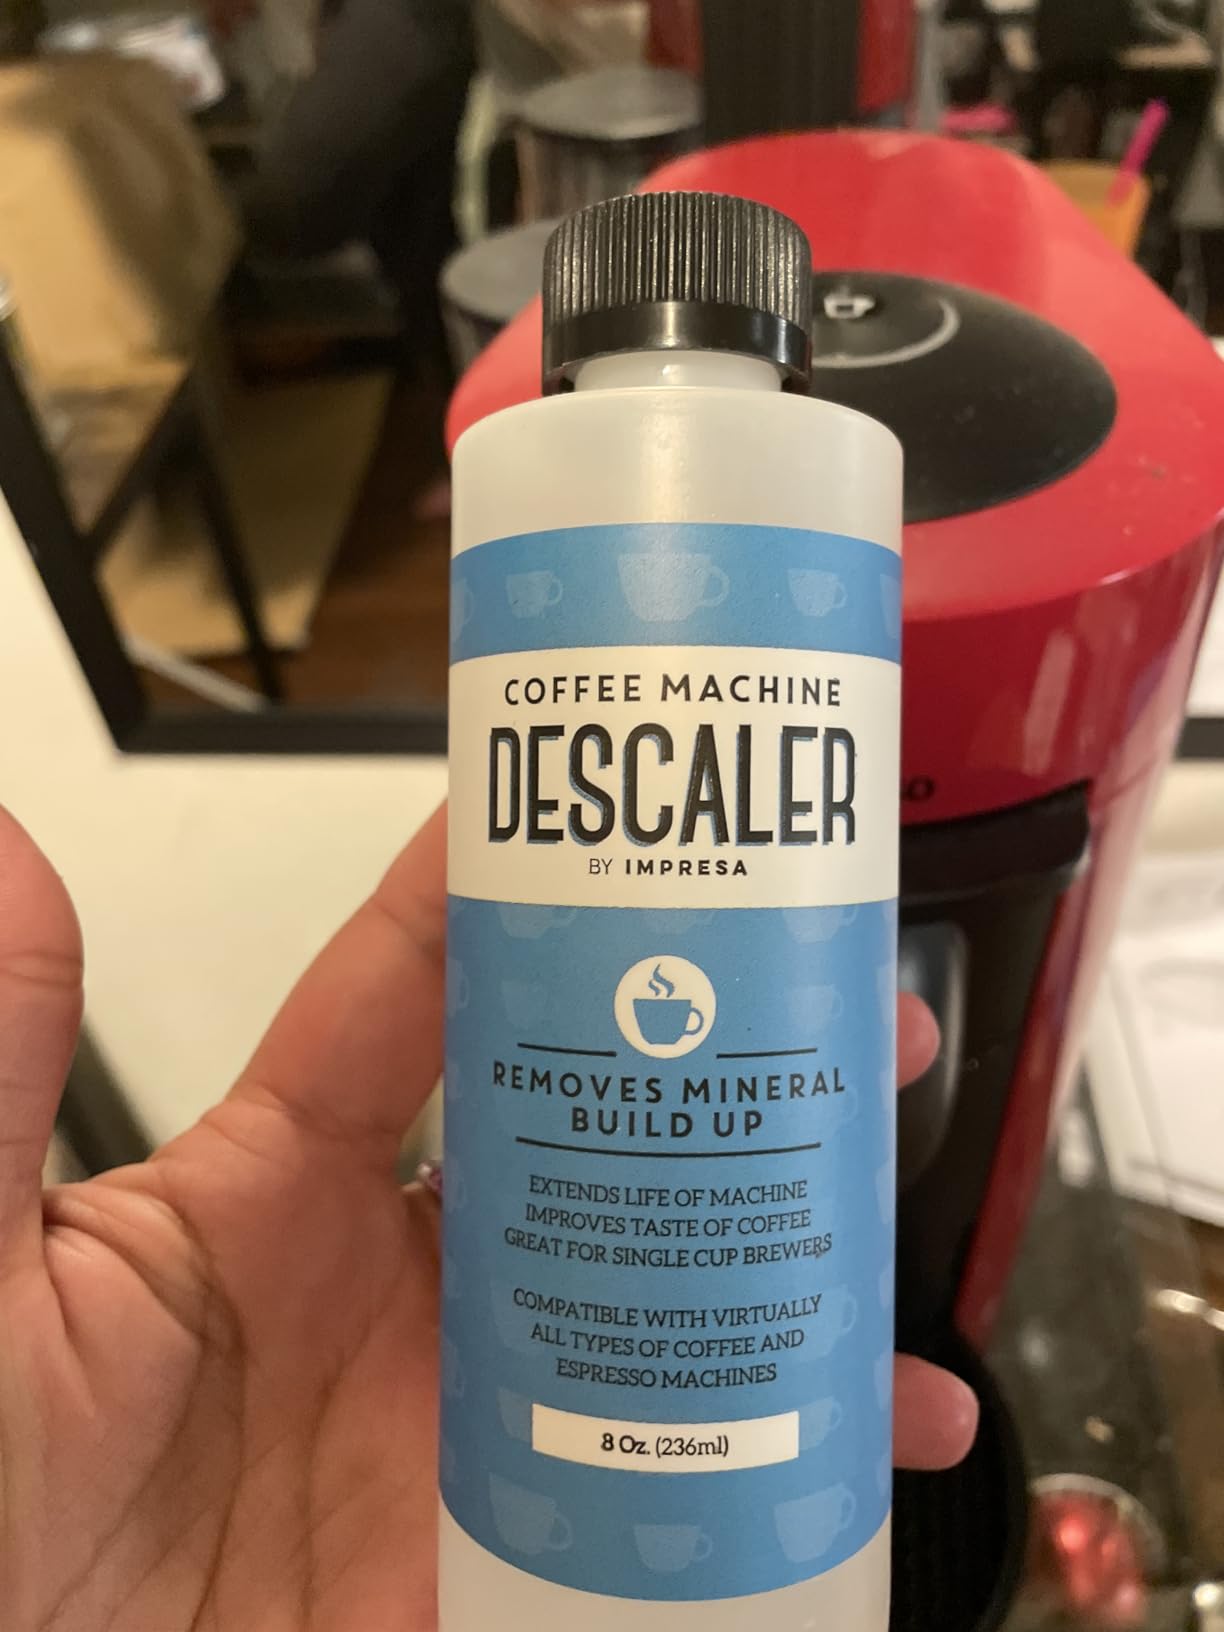 COFFEE MACHINE
DESCALER
BY IMPRESA
REMOVES MINERAL
BUILD UP
EXTENDS LIFE OF MACHINE
IMPROVES TASTE OF COFFEE
GREAT FOR SINGLE CUP BREWERS
COMPATIBLE WITH VIRTUALLY
ALL TYPES OF COFFEE AND
ESPRESSO MACHINES
8 Oz. (236ml)